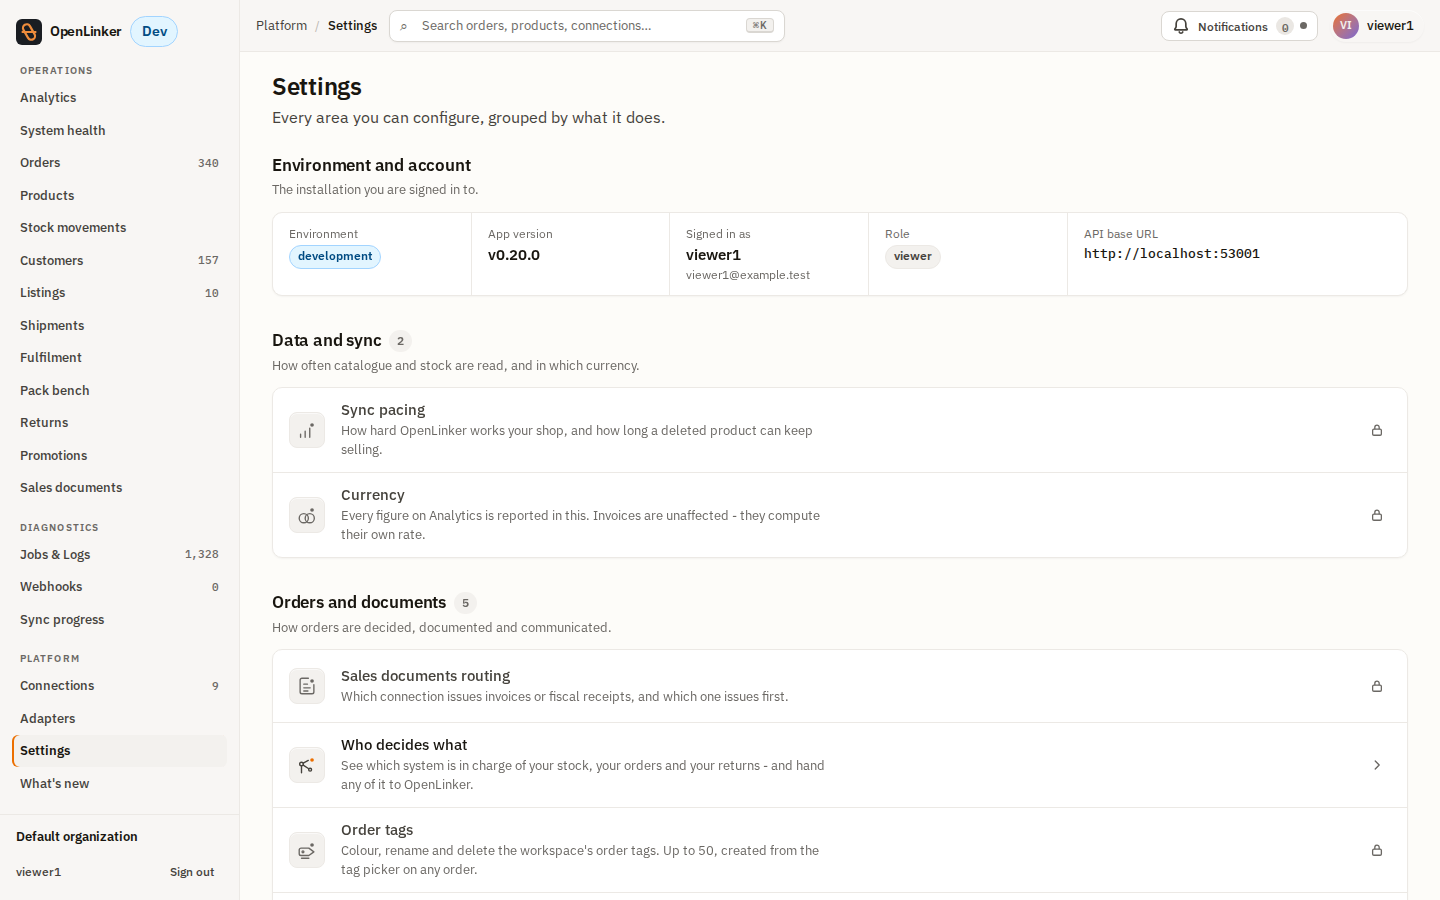 OpenLinker Dev
OPERATIONS
Analytics
System health
Orders 340
Products
Stock movements
Customers 157
Listings 10
Shipments
Fulfilment
Pack bench
Returns
Promotions
Sales documents
DIAGNOSTICS
Jobs & Logs 1,328
Webhooks 0
Sync progress
PLATFORM
Connections 9
Adapters
Settings
What's new
Default organization
viewer1 Sign out
Platform / Settings
Search orders, products, connections... ⌘K
Notifications 0
VI viewer1
Settings
Every area you can configure, grouped by what it does.
Environment and account
The installation you are signed in to.
Environment
development
App version
v0.20.0
Signed in as
viewer1
viewer1@example.test
Role
viewer
API base URL
http://localhost:53001
Data and sync 2
How often catalogue and stock are read, and in which currency.
Sync pacing
How hard OpenLinker works your shop, and how long a deleted product can keep
selling.
Currency
Every figure on Analytics is reported in this. Invoices are unaffected - they compute
their own rate.
Orders and documents 5
How orders are decided, documented and communicated.
Sales documents routing
Which connection issues invoices or fiscal receipts, and which one issues first.
Who decides what
See which system is in charge of your stock, your orders and your returns - and hand
any of it to OpenLinker.
Order tags
Colour, rename and delete the workspace's order tags. Up to 50, created from the
tag picker on any order.